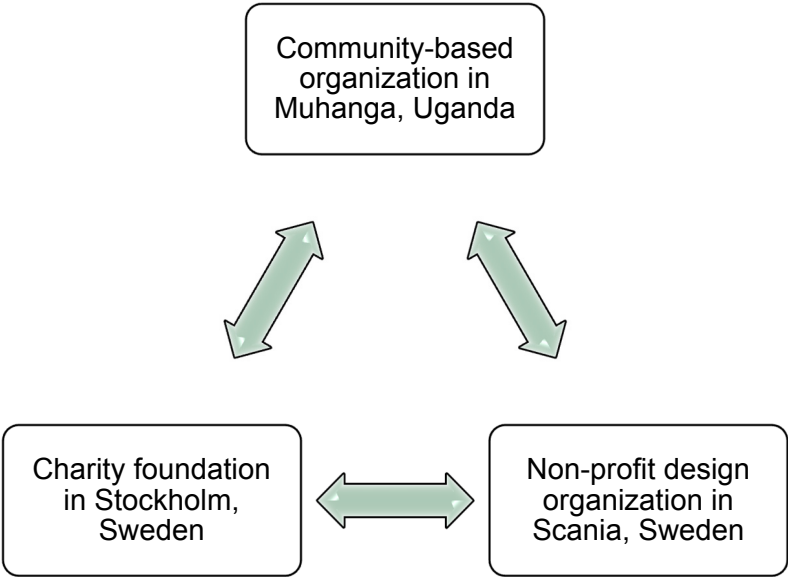 Community-based
organization in
Muhanga, Uganda
Charity foundation
in Stockholm,
Sweden
Non-profit design
organization in
Scania, Sweden